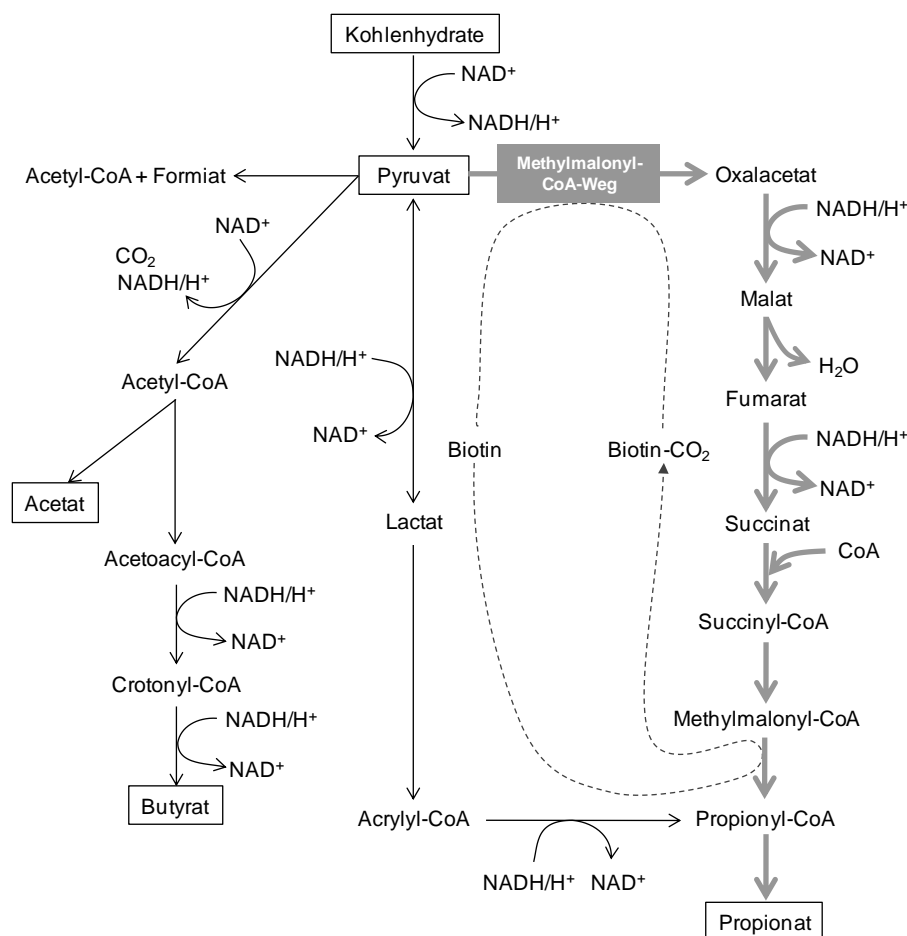 Kohlenhydrate
NAD+
NADH/H+
Acetyl-CoA + Formiat
Pyruvat
Methylmalonyl-
CoA-Weg
Oxalacetat
NADH/H+
NAD+
NAD+
CO2
NADH/H+
Malat
H2O
NADH/H+
Acetyl-CoA
Fumarat
NAD+
Biotin
Biotin-CO2
NADH/H+
NAD+
Acetat
Lactat
Succinat
CoA
Acetoacyl-CoA
NADH/H+
NAD+
Succinyl-CoA
Crotonyl-CoA
NADH/H+
NAD+
Methylmalonyl-CoA
Butyrat
Acrylyl-CoA
Propionyl-CoA
NADH/H+
NAD+
Propionat